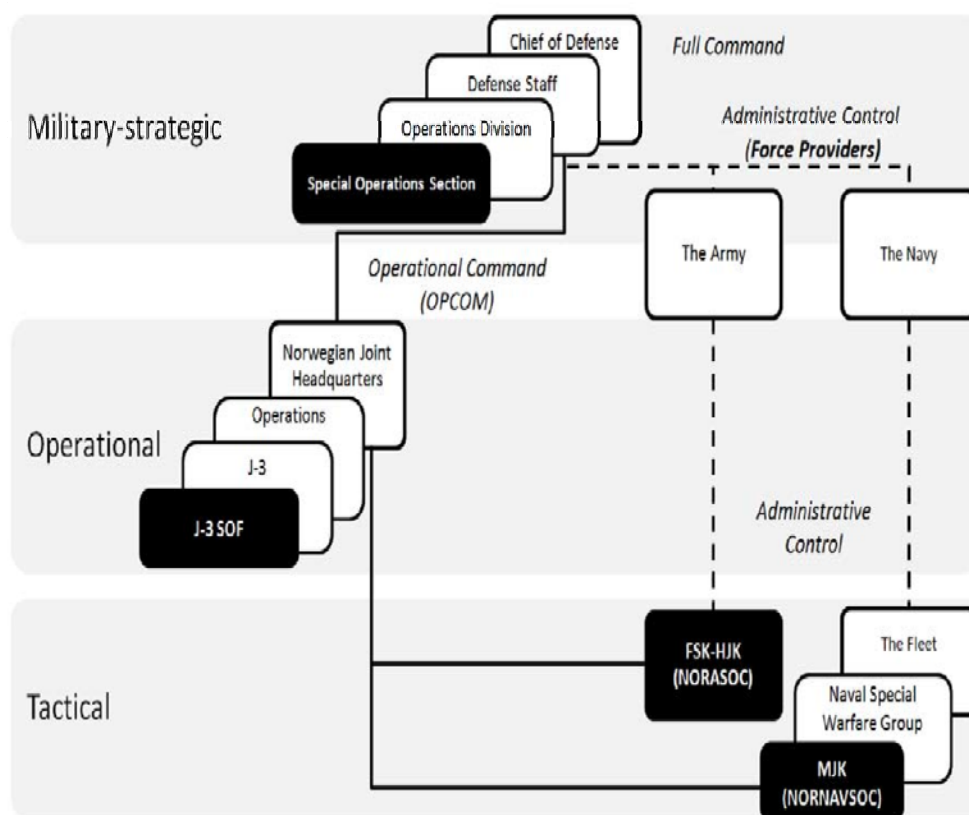 Chief of Defense
Full Command
Defense Staff
Military-strategic
Operations Division
Administrative Control
(Force Providers)
Special Operations Section
The Army
The Navy
Operational Command
(OPCOM)
Norwegian Joint
Headquarters
Operations
Operational
J-3
J-3 SOF
Administrative
Control
FSK-HJK
(NORASOC)
The Fleet
Tactical
Naval Special
Warfare Group
MJK
(NORNAVSOC)